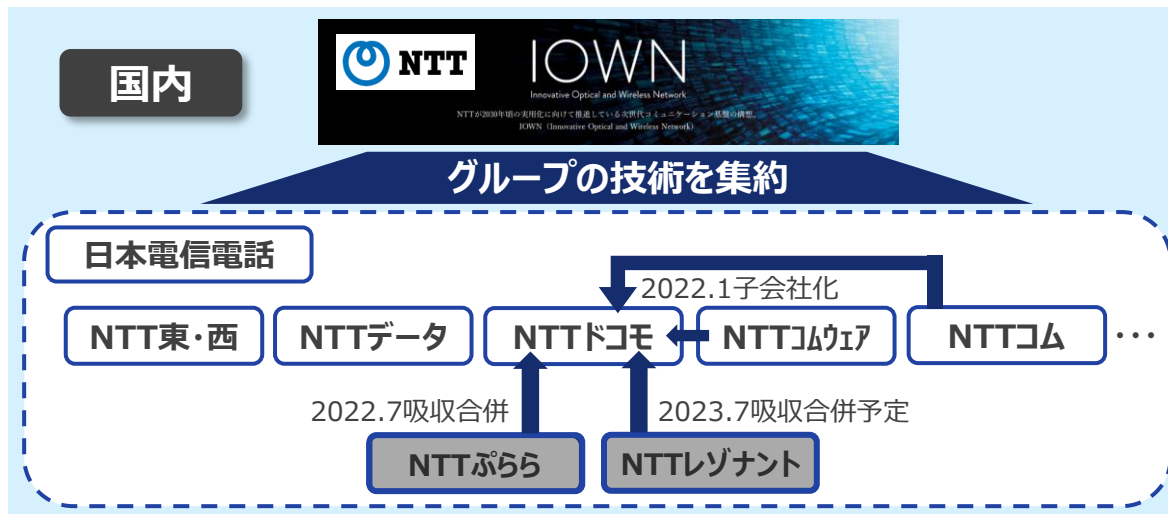 国内
NTT
IOWN
Innovative Optical and Wireless Network
NTTが2030年頃の実用化に向けて推進している次世代コミュニケーション基盤の構想。
IOWN（Innovative Optical and Wireless Network）
グループの技術を集約
日本電信電話
2022.1子会社化
NTT東・西
NTTデータ
NTTドコモ
NTTｺﾑｳｪｱ
NTTコム
･･･
2022.7吸収合併
2023.7吸収合併予定
NTTぷらら
NTTレゾナント